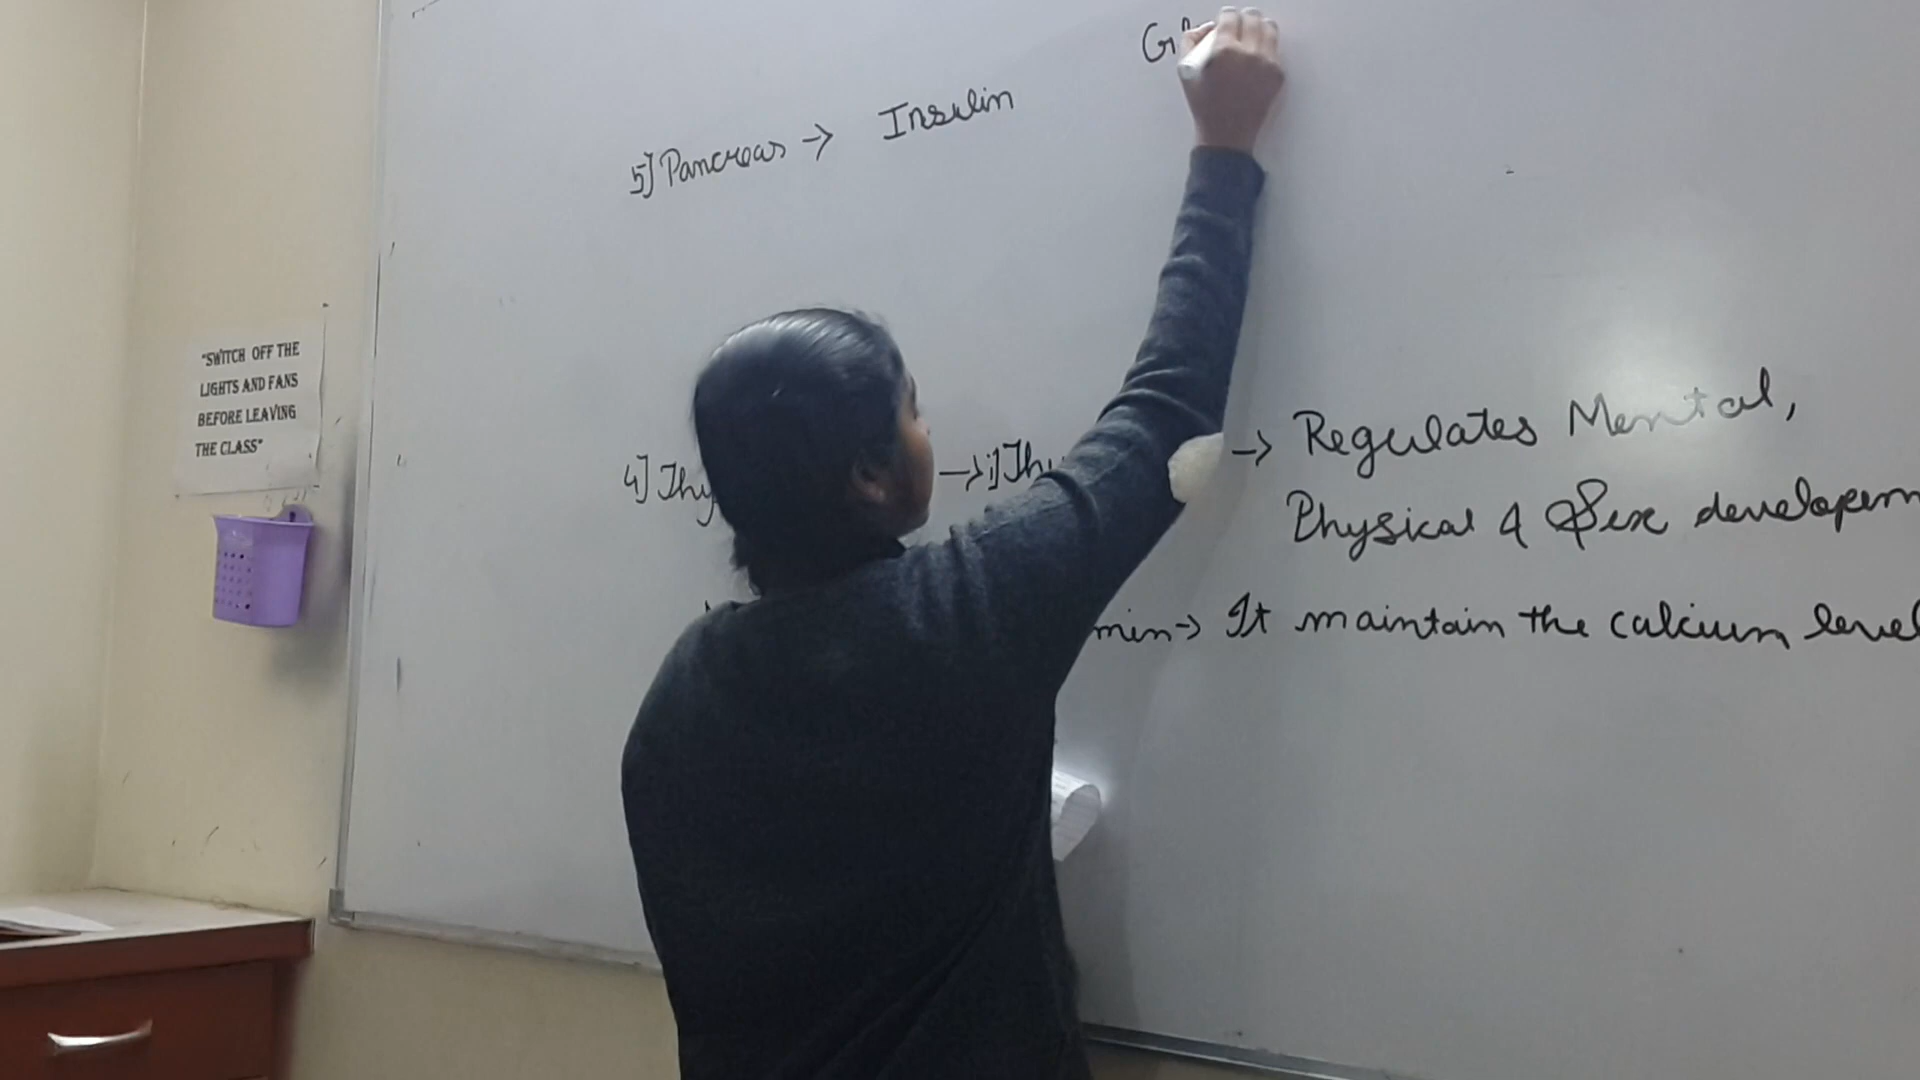 5] Pancreas → Insulin
4]
→ i]
→ Regulates Mental,
Physical & Sex
→ It maintain the calcium level
"SWITCH OFF THE
LIGHTS AND FANS
BEFORE LEAVING
THE CLASS"